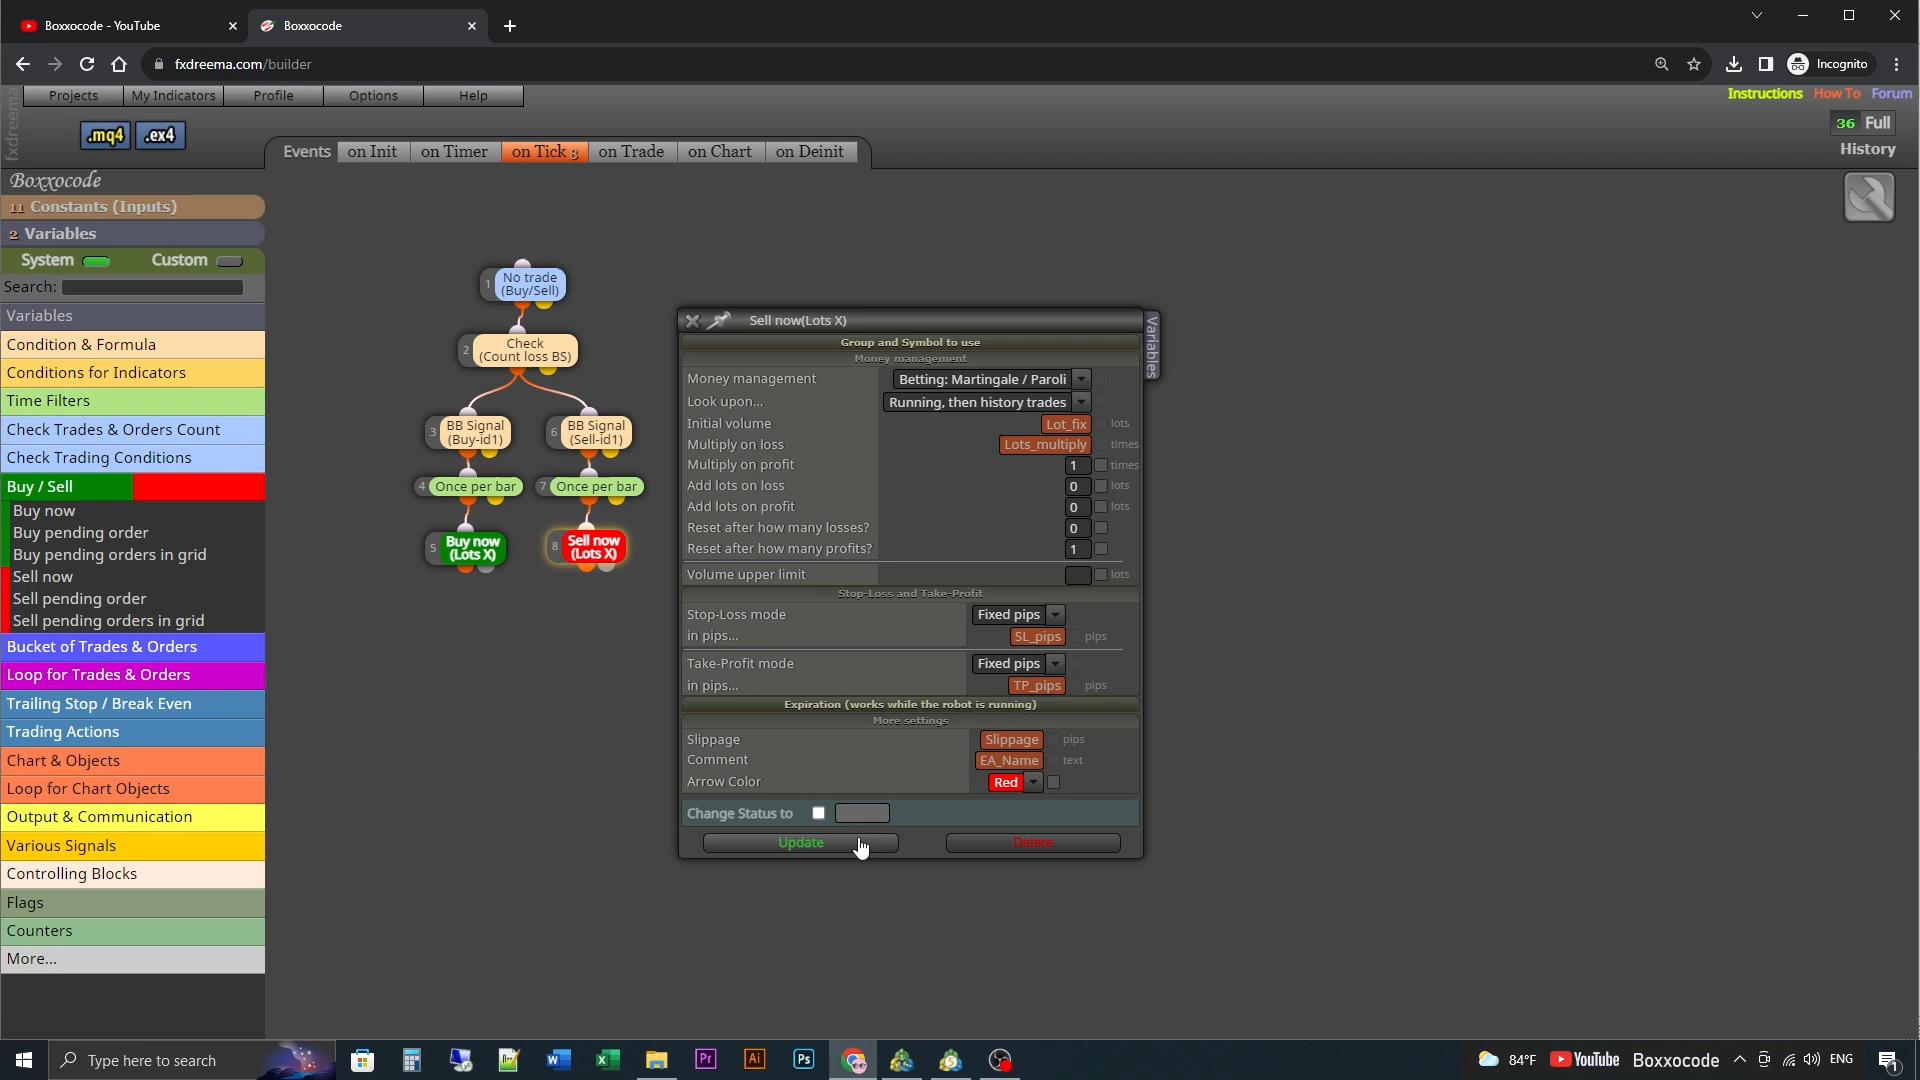 Boxxocode - YouTube
Boxxocode
fxdreema.com/builder
Incognito
Projects
My Indicators
Profile
Options
Help
Instructions How To Forum
fxdreema
.mq4 .ex4
36 Full
History
Events on Init on Timer on Tick 8 on Trade on Chart on Deinit
Boxxocode
11 Constants (Inputs)
2 Variables
System Custom
Search:
Variables
Condition & Formula
Conditions for Indicators
Time Filters
Check Trades & Orders Count
Check Trading Conditions
Buy / Sell
Buy now
Buy pending order
Buy pending orders in grid
Sell now
Sell pending order
Sell pending orders in grid
Bucket of Trades & Orders
Loop for Trades & Orders
Trailing Stop / Break Even
Trading Actions
Chart & Objects
Loop for Chart Objects
Output & Communication
Various Signals
Controlling Blocks
Flags
Counters
More...
1 No trade
(Buy/Sell)
2 Check
(Count loss BS)
3 BB Signal
(Buy-id1)
6 BB Signal
(Sell-id1)
4 Once per bar
7 Once per bar
5 Buy now
(Lots X)
8 Sell now
(Lots X)
Sell now(Lots X)
Variables
Group and Symbol to use
Money management
Money management Betting: Martingale / Paroli
Look upon... Running, then history trades
Initial volume Lot_fix lots
Multiply on loss Lots_multiply times
Multiply on profit 1 times
Add lots on loss 0 lots
Add lots on profit 0 lots
Reset after how many losses? 0
Reset after how many profits? 1
Volume upper limit lots
Stop-Loss and Take-Profit
Stop-Loss mode Fixed pips
in pips... SL_pips pips
Take-Profit mode Fixed pips
in pips... TP_pips pips
Expiration (works while the robot is running)
More settings
Slippage Slippage pips
Comment EA_Name text
Arrow Color Red
Change Status to
Update Delete
Type here to search
84°F
YouTube Boxxocode
ENG
1